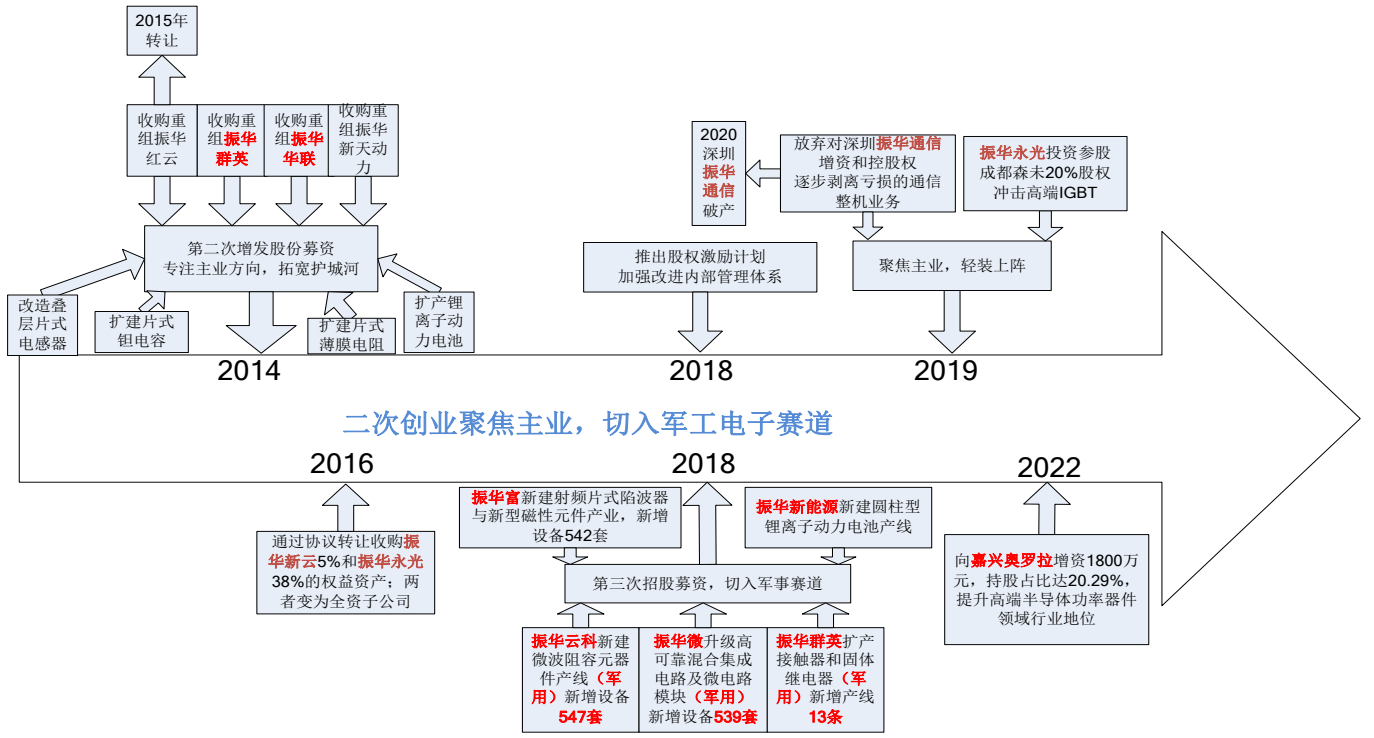 2015年
转让
收购重
组振华
红云
收购重
组振华
群英
收购重
组振华
华联
收购重
组振华
新天动
力
第二次增发股份募资
专注主业方向，拓宽护城河
改造叠
层片式
电感器
扩建片式
钽电容
扩建片式
薄膜电阻
扩产锂
离子动
力电池
2014
推出股权激励计划
加强改进内部管理体系
2018
2020
深圳
振华
通信
破产
放弃对深圳振华通信
增资和控股权
逐步剥离亏损的通信
整机业务
振华永光投资参股
成都森未20%股权
冲击高端IGBT
聚焦主业，轻装上阵
2019
二次创业聚焦主业，切入军工电子赛道
2016
通过协议转让收购振
华新云5%和振华永光
38%的权益资产；两
者变为全资子公司
2018
振华富新建射频片式陷波器
与新型磁性元件产业，新增
设备542套
振华新能源新建圆柱型
锂离子动力电池产线
第三次招股募资，切入军事赛道
振华云科新建
微波阻容元器
件产线（军
用）新增设备
547套
振华微升级高
可靠混合集成
电路及微电路
模块（军用）
新增设备539套
振华群英扩产
接触器和固体
继电器（军
用）新增产线
13条
2022
向嘉兴奥罗拉增资1800万
元，持股占比达20.29%，
提升高端半导体功率器件
领域行业地位